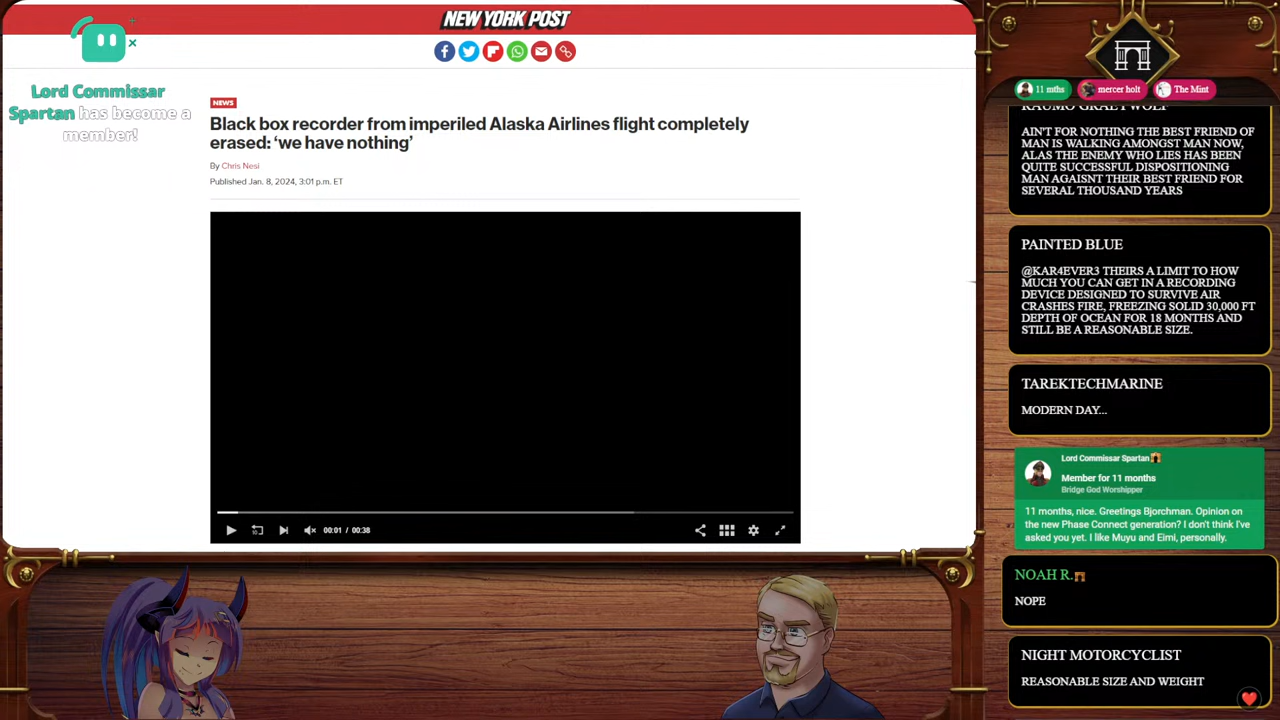 NEW YORK POST
Lord Commissar
Spartan has become a
member!
NEWS
Black box recorder from imperiled Alaska Airlines flight completely
erased: ‘we have nothing’
By Chris Nesi
Published Jan. 8, 2024, 3:01 p.m. ET
10
00:01 / 00:38
11 mths
mercer holt
The Mint
AIN'T FOR NOTHING THE BEST FRIEND OF
MAN IS WALKING AMONGST MAN NOW,
ALAS THE ENEMY WHO LIES HAS BEEN
QUITE SUCCESSFUL DISPOSITIONING
MAN AGAISNT THEIR BEST FRIEND FOR
SEVERAL THOUSAND YEARS
PAINTED BLUE
@KAR4EVER3 THEIRS A LIMIT TO HOW
MUCH YOU CAN GET IN A RECORDING
DEVICE DESIGNED TO SURVIVE AIR
CRASHES FIRE, FREEZING SOLID 30,000 FT
DEPTH OF OCEAN FOR 18 MONTHS AND
STILL BE A REASONABLE SIZE.
TAREKTECHMARINE
MODERN DAY...
Lord Commissar Spartan
Member for 11 months
Bridge God Worshipper
11 months, nice. Greetings Bjorchman. Opinion on
the new Phase Connect generation? I don't think I've
asked you yet. I like Muyu and Eimi, personally.
NOAH R.
NOPE
NIGHT MOTORCYCLIST
REASONABLE SIZE AND WEIGHT